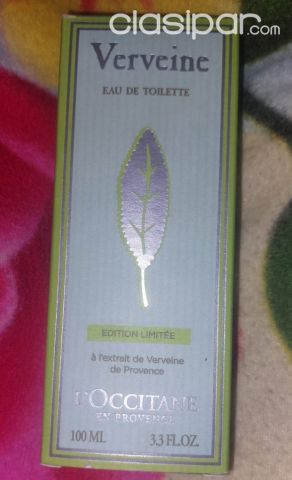 clasipar.com
Verveine
EAU DE TOILETTE
EDITION LIMITÉE
à l'extrait de Verveine
de Provence
L'OCCITANE
EN PROVENCE
100 ML 3.3 FL.OZ.